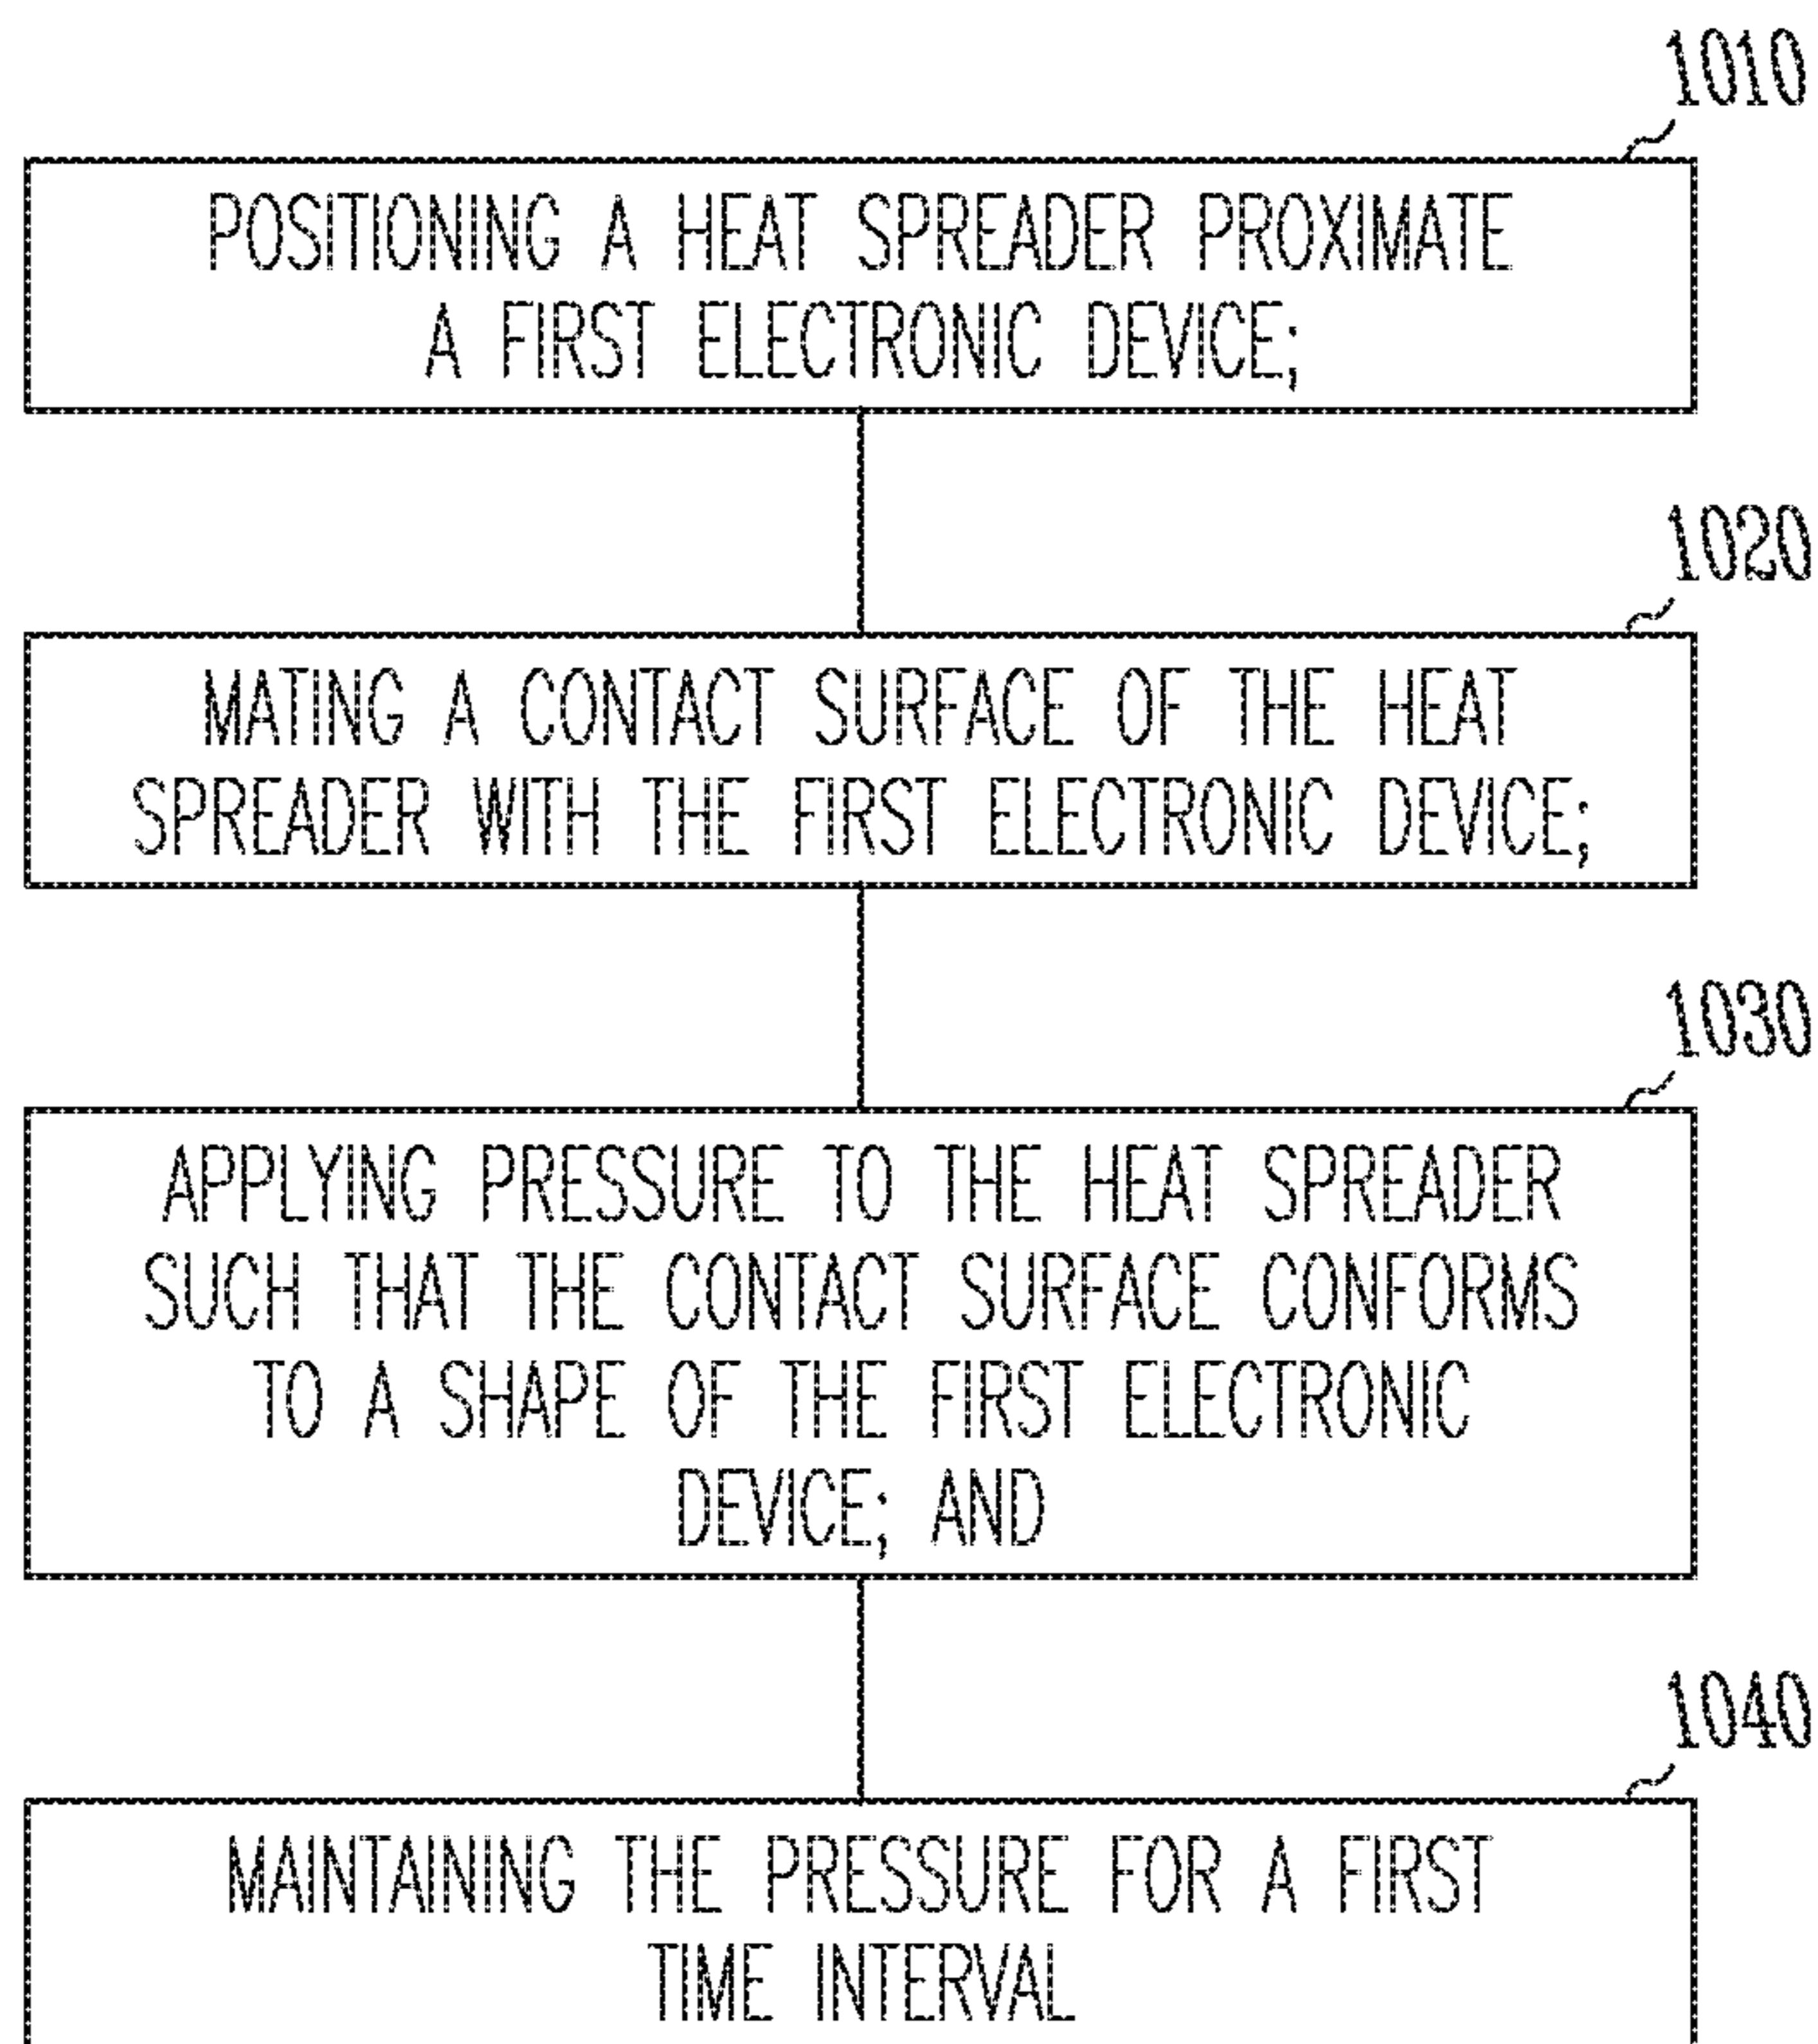 1010
POSITIONING A HEAT SPREADER PROXIMATE
A FIRST ELECTRONIC DEVICE;
1020
MATING A CONTACT SURFACE OF THE HEAT
SPREADER WITH THE FIRST ELECTRONIC DEVICE;
1030
APPLYING PRESSURE TO THE HEAT SPREADER
SUCH THAT THE CONTACT SURFACE CONFORMS
TO A SHAPE OF THE FIRST ELECTRONIC
DEVICE; AND
1040
MAINTAINING THE PRESSURE FOR A FIRST
TIME INTERVAL